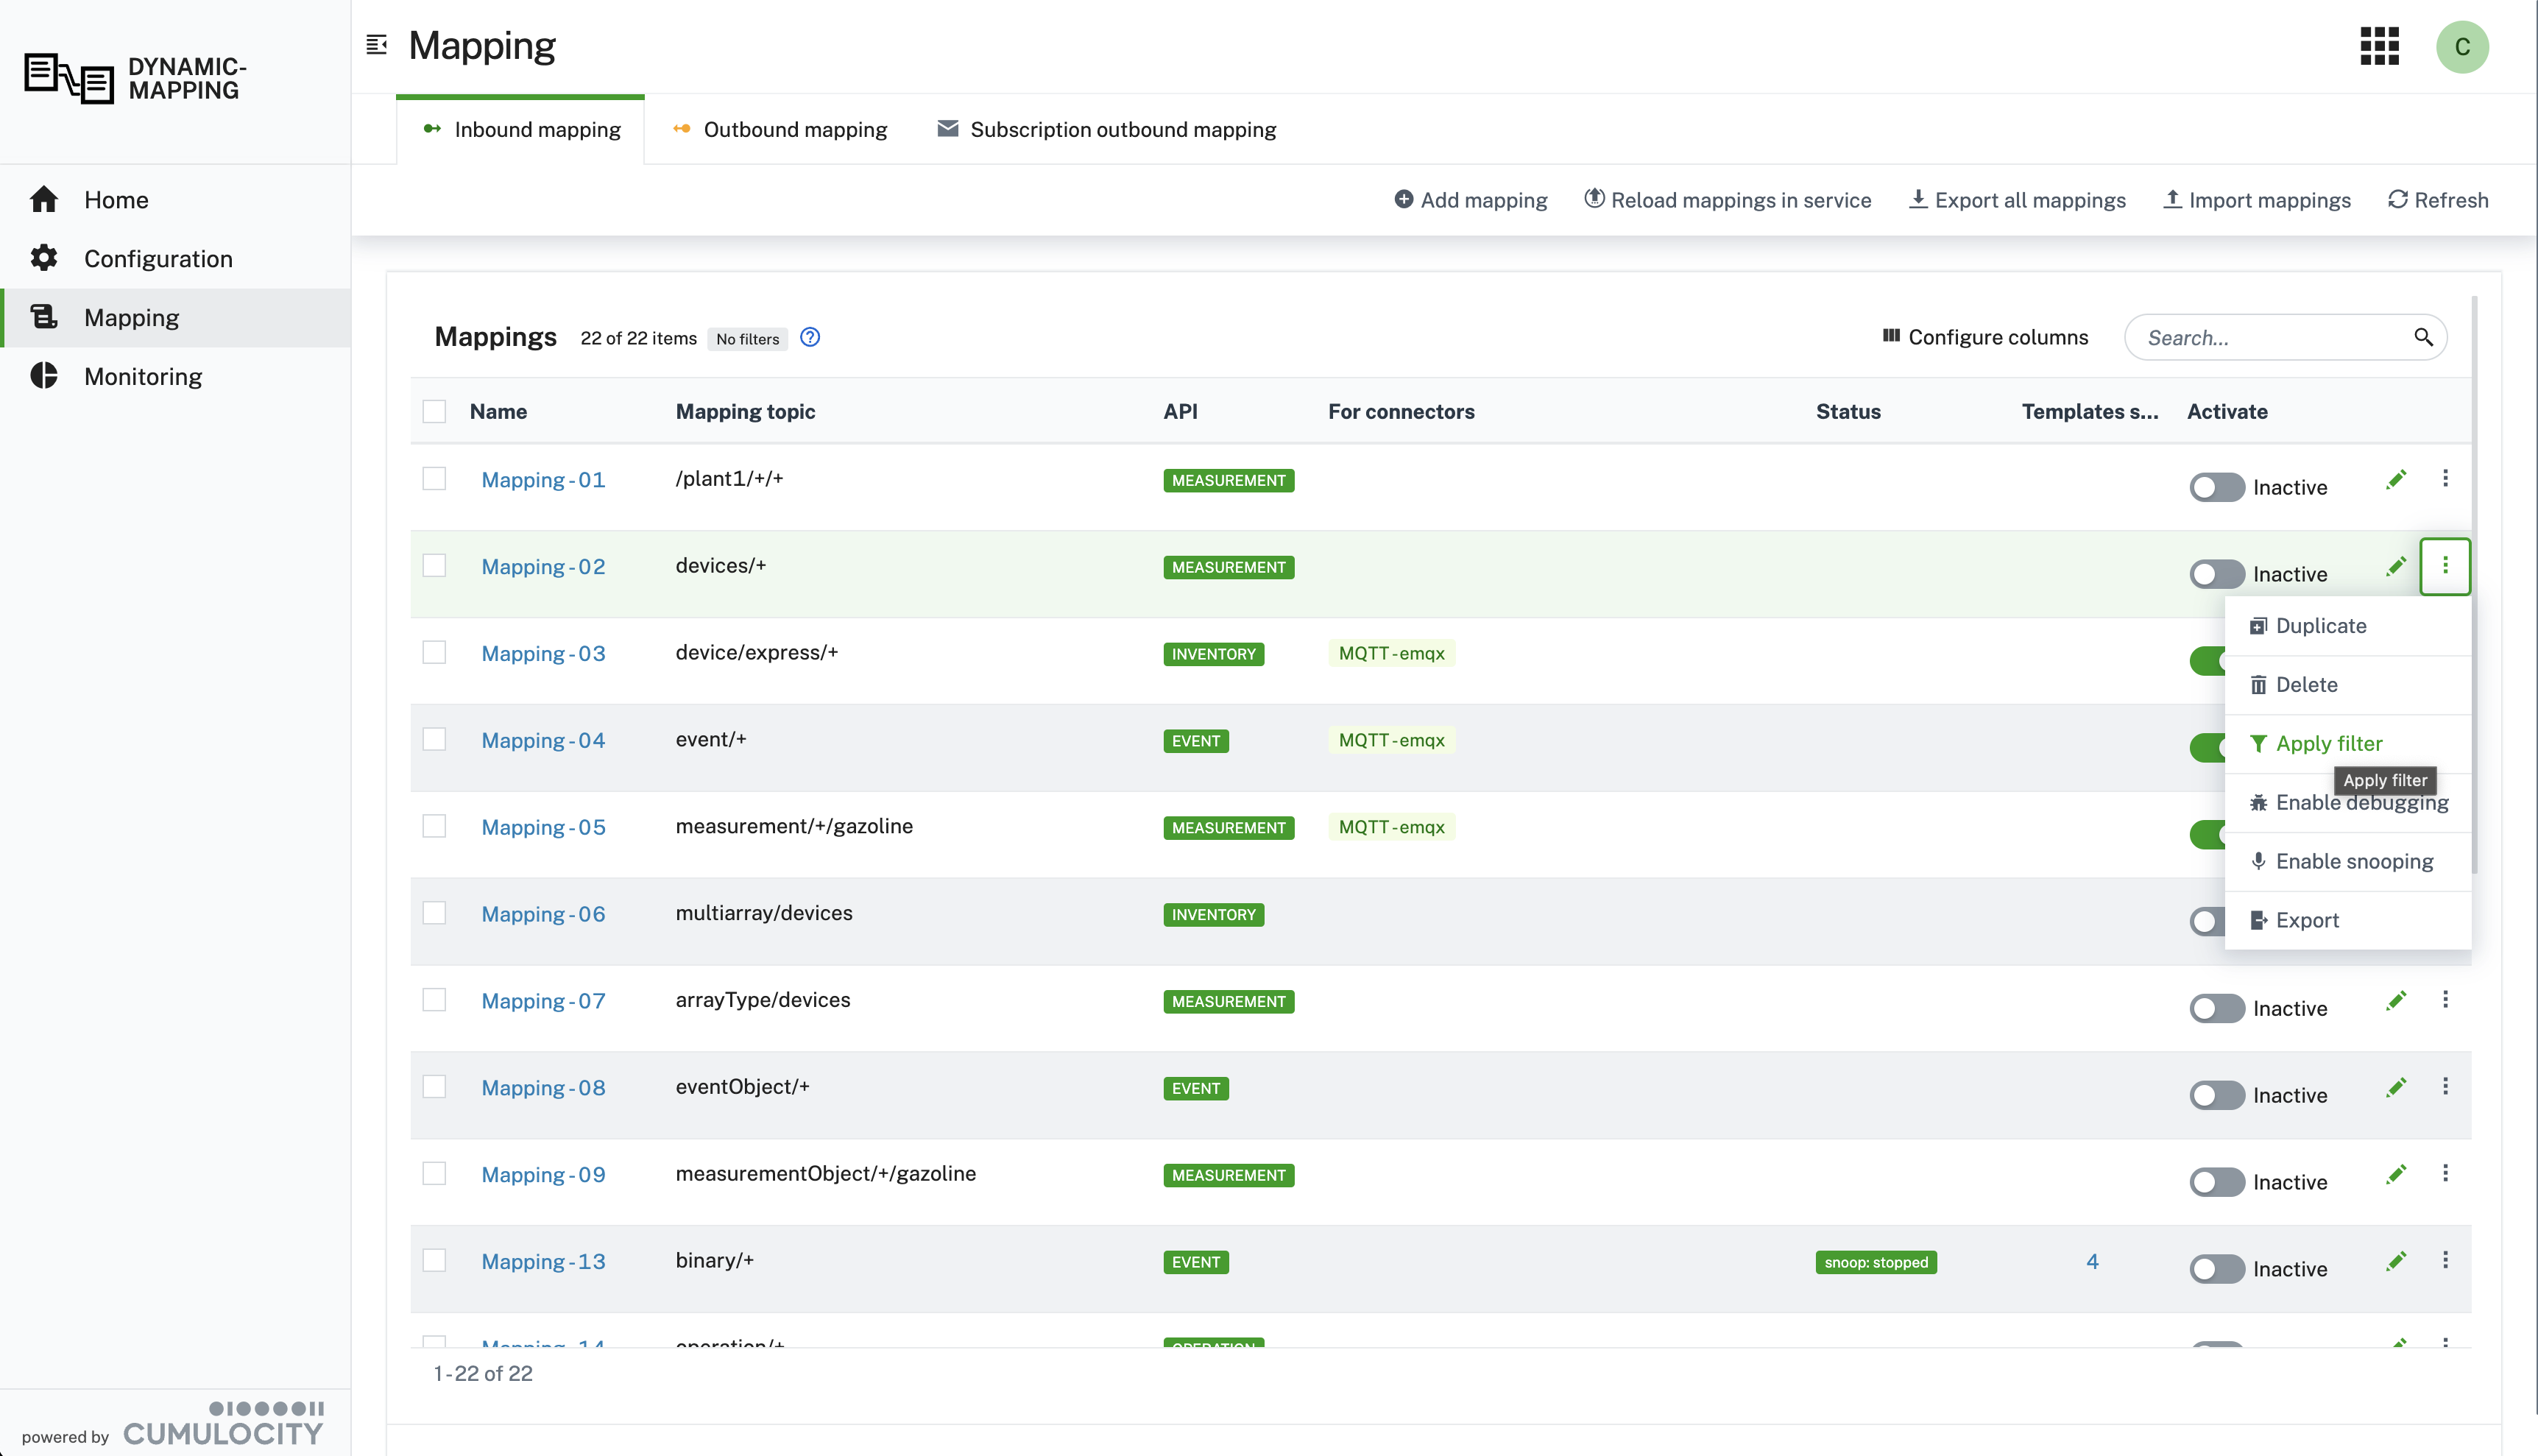 DYNAMIC-
MAPPING
Mapping
C
Inbound mapping
Outbound mapping
Subscription outbound mapping
Home
Configuration
Mapping
Monitoring
Add mapping
Reload mappings in service
Export all mappings
Import mappings
Refresh
Mappings 22 of 22 items No filters ?
Configure columns
Search...
Name Mapping topic API For connectors Status Templates s... Activate
Mapping - 01 /plant1/+/+ MEASUREMENT Inactive
Mapping - 02 devices/+ MEASUREMENT Inactive
Mapping - 03 device/express/+ INVENTORY MQTT - emqx
Mapping - 04 event/+ EVENT MQTT - emqx
Mapping - 05 measurement/+/gazoline MEASUREMENT MQTT - emqx
Mapping - 06 multiarray/devices INVENTORY
Mapping - 07 arrayType/devices MEASUREMENT Inactive
Mapping - 08 eventObject/+ EVENT Inactive
Mapping - 09 measurementObject/+/gazoline MEASUREMENT Inactive
Mapping - 13 binary/+ EVENT snoop: stopped 4 Inactive
Mapping - 14 operation/+ OPERATION
Duplicate
Delete
Apply filter
Apply filter
Enable debugging
Enable snooping
Export
1 - 22 of 22
powered by CUMULOCITY